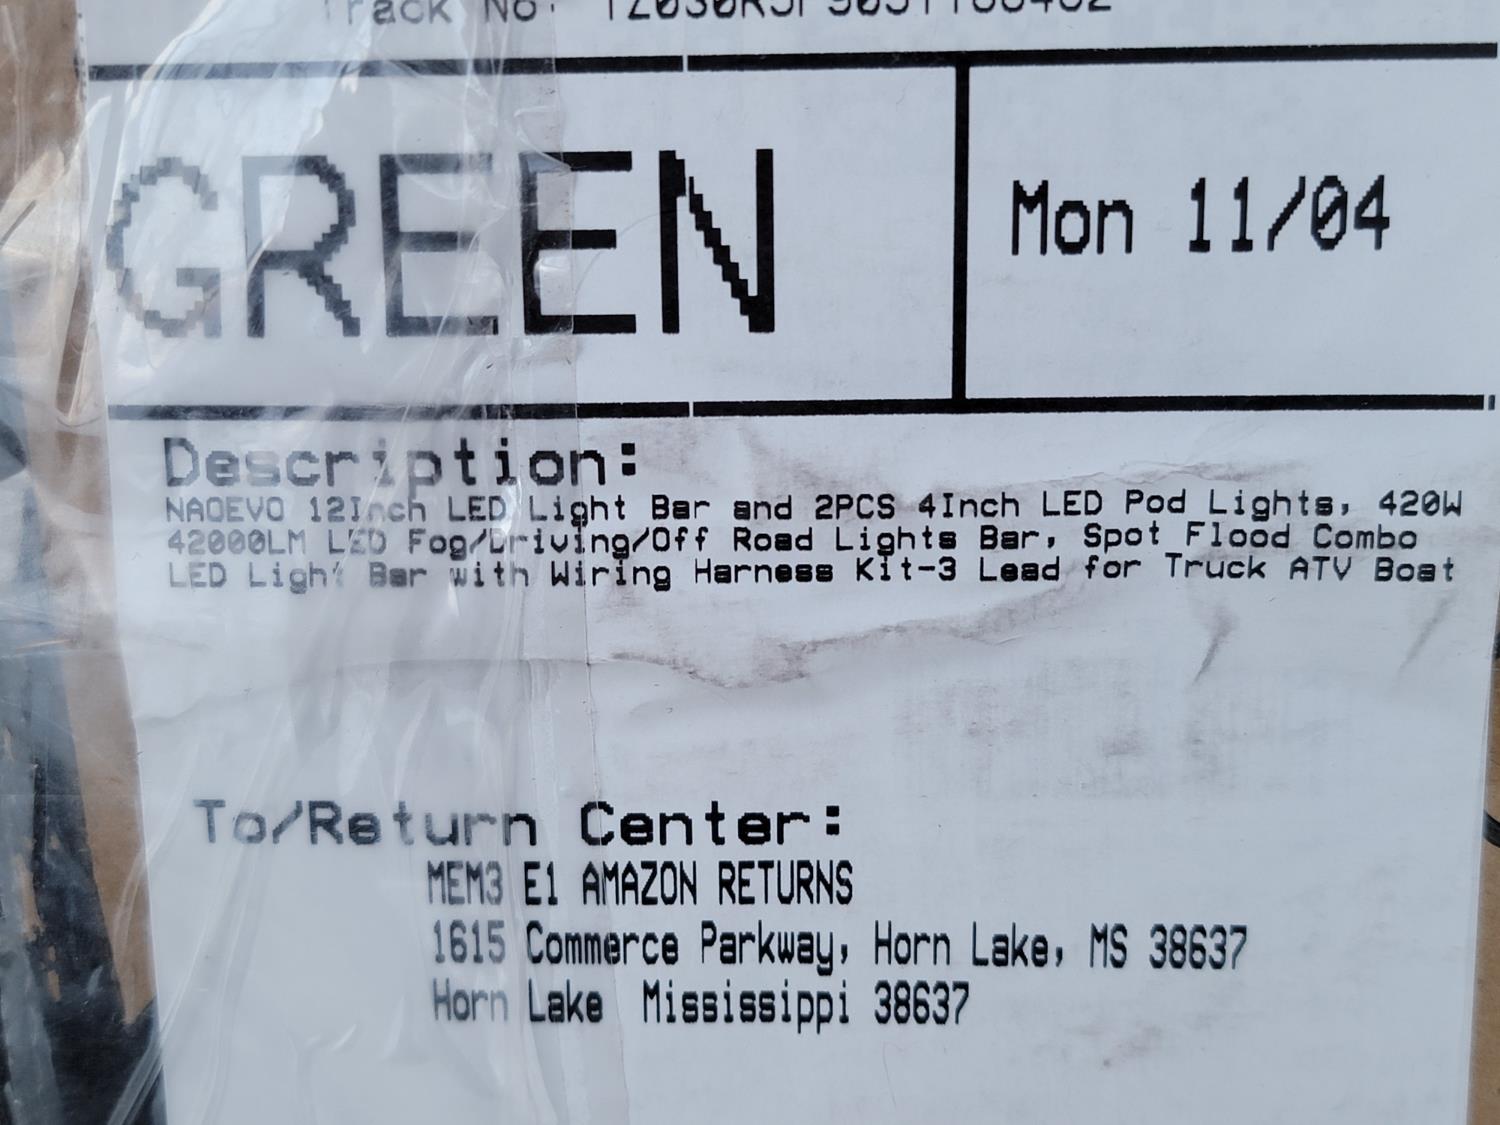 Track No:
GREEN
Mon 11/04
Description:
NAOEVO 12Inch LED Light Bar and 2PCS 4Inch LED Pod Lights, 420W
42000LM LED Fog/Driving/Off Road Lights Bar, Spot Flood Combo
LED Light Bar with Wiring Harness Kit-3 Lead for Truck ATV Boat
To/Return Center:
MEM3 E1 AMAZON RETURNS
1615 Commerce Parkway, Horn Lake, MS 38637
Horn Lake Mississippi 38637